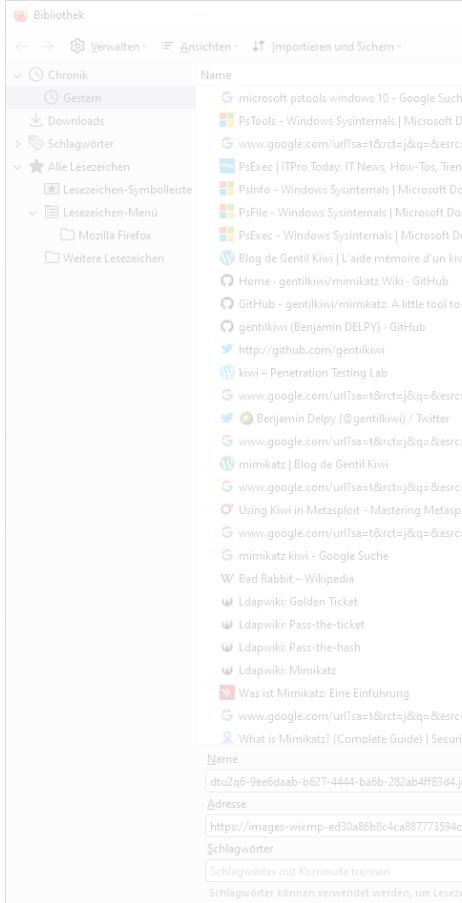 Bibliothek
Verwalten Ansichten Importieren und Sichern
Chronik
Gestern
Downloads
Schlagwörter
Alle Lesezeichen
Lesezeichen-Symbolleiste
Lesezeichen-Menü
Mozilla Firefox
Weitere Lesezeichen
Name
microsoft pstools windows 10 - Google Such
PsTools - Windows Sysinternals | Microsoft D
www.google.com/url?sa=t&rct=j&q=&esrc
PsExec | ITPro Today: IT News, How-Tos, Tren
PsInfo - Windows Sysinternals | Microsoft Do
PsFile - Windows Sysinternals | Microsoft Do
PsExec - Windows Sysinternals | Microsoft D
Blog de Gentil Kiwi | L'aide mémoire d'un kiw
Home · gentilkiwi/mimikatz Wiki · GitHub
GitHub - gentilkiwi/mimikatz: A little tool to
gentilkiwi (Benjamin DELPY) · GitHub
http://github.com/gentilkiwi
kiwi – Penetration Testing Lab
www.google.com/url?sa=t&rct=j&q=&esrc
Benjamin Delpy (@gentilkiwi) / Twitter
www.google.com/url?sa=t&rct=j&q=&esrc
mimikatz | Blog de Gentil Kiwi
www.google.com/url?sa=t&rct=j&q=&esrc
Using Kiwi in Metasploit - Mastering Metaspl
www.google.com/url?sa=t&rct=j&q=&esrc
mimikatz kiwi - Google Suche
Bad Rabbit – Wikipedia
Ldapwiki: Golden Ticket
Ldapwiki: Pass-the-ticket
Ldapwiki: Pass-the-hash
Ldapwiki: Mimikatz
Was ist Mimikatz: Eine Einführung
www.google.com/url?sa=t&rct=j&q=&esrc
What is Mimikatz? (Complete Guide) | Securi
Name
dtu2q6-9ee6daab-b627-4444-ba6b-282ab4ff83d4.j
Adresse
https://images-wixmp-ed30a86b8c4ca887773594c
Schlagwörter
Schlagwörter mit Kommata trennen
Schlagwörter können verwendet werden, um Leseze